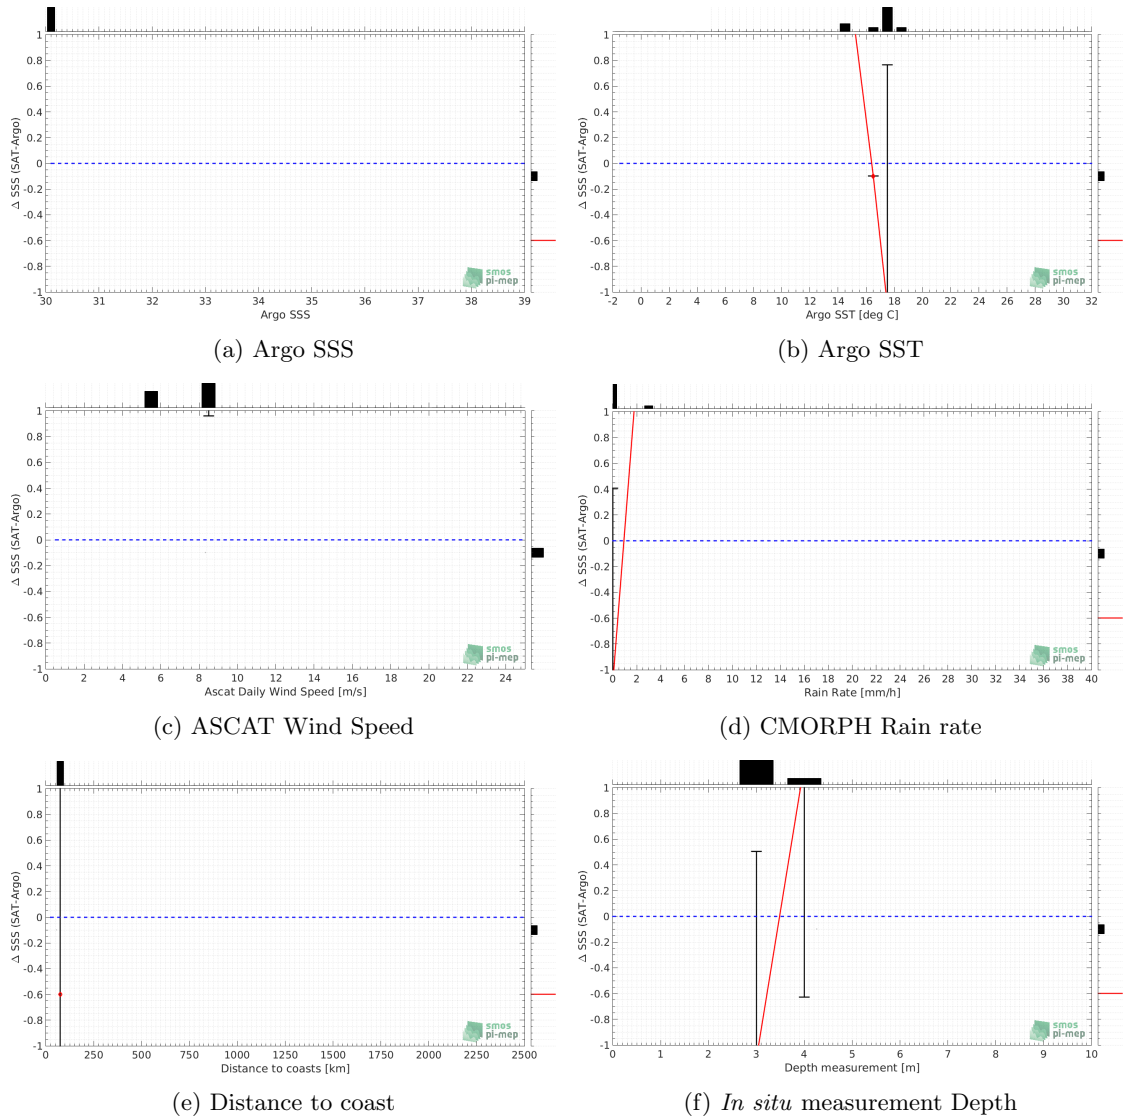 1
0.8
0.6
0.4
0.2
0
-0.2
-0.4
-0.6
-0.8
-1
Δ SSS (SAT-Argo)
30 31 32 33 34 35 36 37 38 39
Argo SSS
smos
pi-mep
(a) Argo SSS
1
0.8
0.6
0.4
0.2
0
-0.2
-0.4
-0.6
-0.8
-1
Δ SSS (SAT-Argo)
-2 0 2 4 6 8 10 12 14 16 18 20 22 24 26 28 30 32
Argo SST [deg C]
smos
pi-mep
(b) Argo SST
1
0.8
0.6
0.4
0.2
0
-0.2
-0.4
-0.6
-0.8
-1
Δ SSS (SAT-Argo)
0 2 4 6 8 10 12 14 16 18 20 22 24
Ascat Daily Wind Speed [m/s]
smos
pi-mep
(c) ASCAT Wind Speed
1
0.8
0.6
0.4
0.2
0
-0.2
-0.4
-0.6
-0.8
-1
Δ SSS (SAT-Argo)
0 2 4 6 8 10 12 14 16 18 20 22 24 26 28 30 32 34 36 38 40
Rain Rate [mm/h]
smos
pi-mep
(d) CMORPH Rain rate
1
0.8
0.6
0.4
0.2
0
-0.2
-0.4
-0.6
-0.8
-1
Δ SSS (SAT-Argo)
0 250 500 750 1000 1250 1500 1750 2000 2250 2500
Distance to coasts [km]
smos
pi-mep
(e) Distance to coast
1
0.8
0.6
0.4
0.2
0
-0.2
-0.4
-0.6
-0.8
-1
Δ SSS (SAT-Argo)
0 1 2 3 4 5 6 7 8 9 10
Depth measurement [m]
smos
pi-mep
(f) In situ measurement Depth